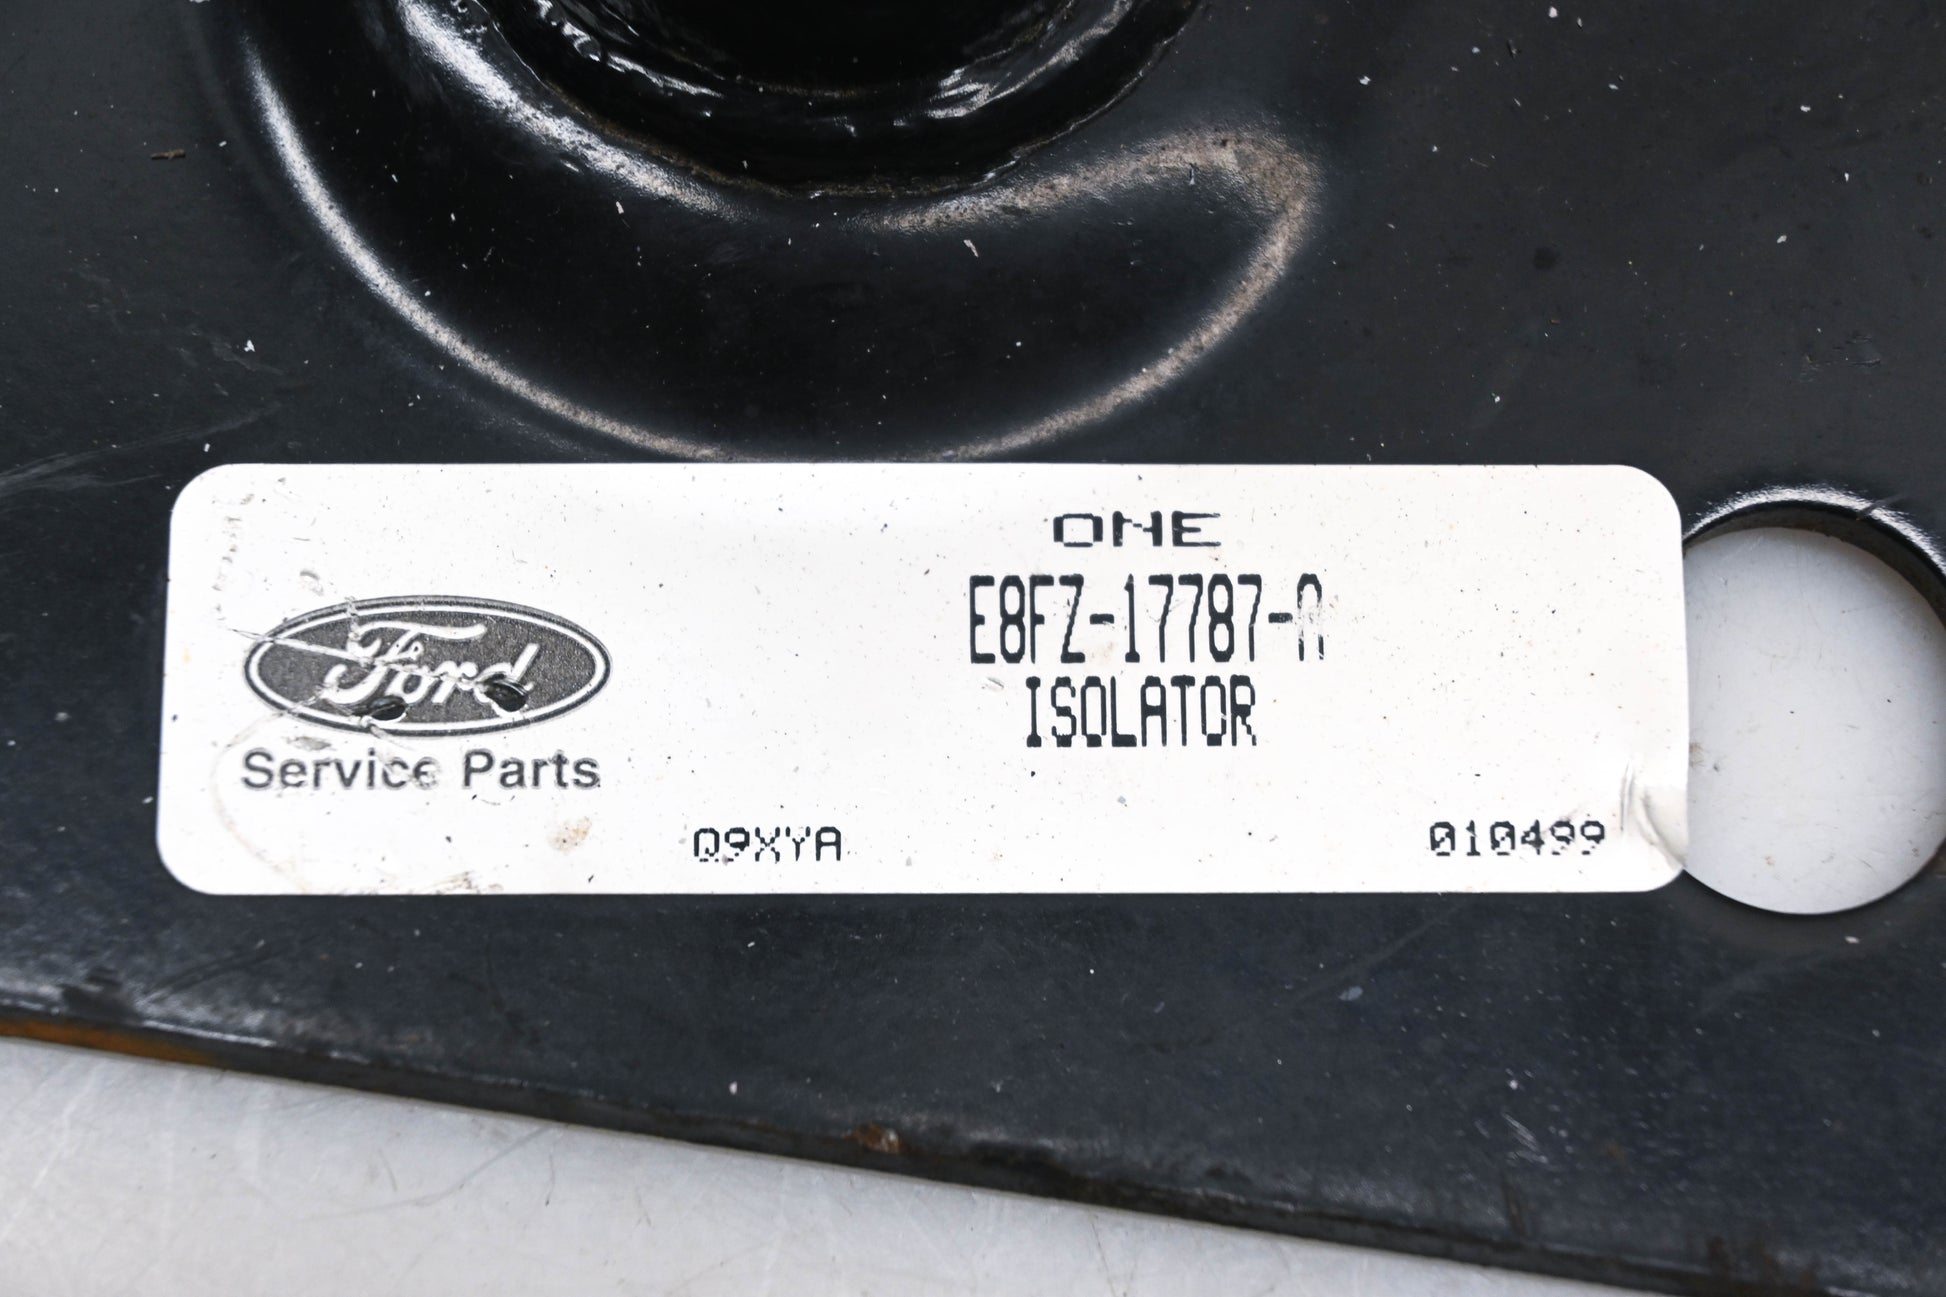 ONE
E8FZ-17787-A
ISOLATOR
Ford
Service Parts
Q9XYA
010499